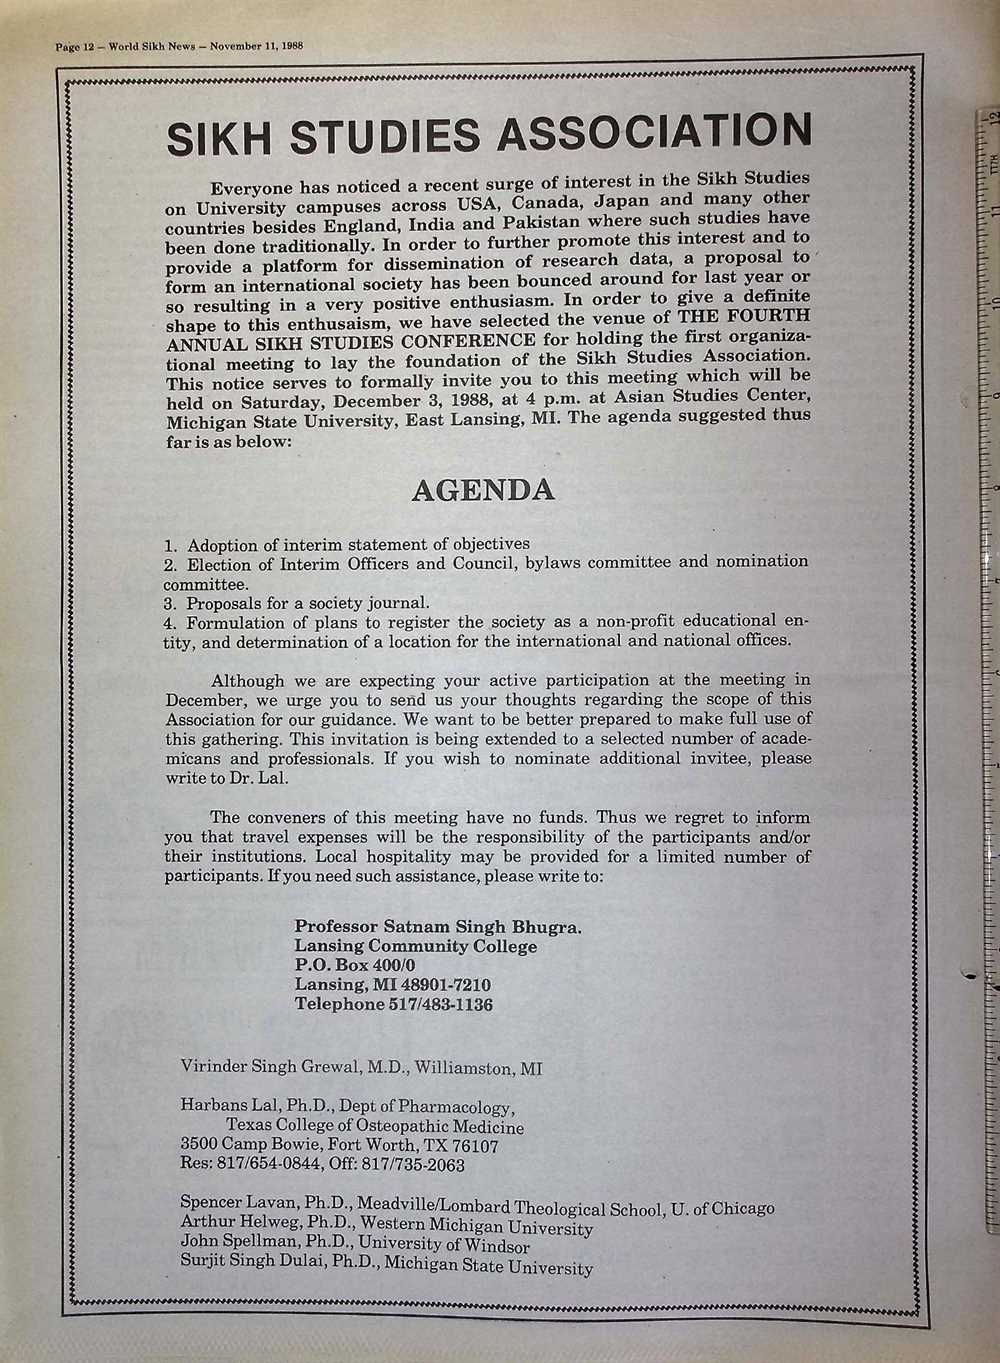 Page 12 — World Sikh News — November 11, 1988
SIKH STUDIES ASSOCIATION
Everyone has noticed a recent surge of interest in the Sikh Studies
on University campuses across USA, Canada, Japan and many other
countries besides England, India and Pakistan where such studies have
been done traditionally. In order to further promote this interest and to
provide a platform for dissemination of research data, a proposal to
form an international society has been bounced around for last year or
so resulting in a very positive enthusiasm. In order to give a definite
shape to this enthusaism, we have selected the venue of THE FOURTH
ANNUAL SIKH STUDIES CONFERENCE for holding the first organiza-
tional meeting to lay the foundation of the Sikh Studies Association.
This notice serves to formally invite you to this meeting which will be
held on Saturday, December 3, 1988, at 4 p.m. at Asian Studies Center,
Michigan State University, East Lansing, MI. The agenda suggested thus
far is as below:
AGENDA
1. Adoption of interim statement of objectives
2. Election of Interim Officers and Council, bylaws committee and nomination
committee.
3. Proposals for a society journal.
4. Formulation of plans to register the society as a non-profit educational en-
tity, and determination of a location for the international and national offices.
Although we are expecting your active participation at the meeting in
December, we urge you to send us your thoughts regarding the scope of this
Association for our guidance. We want to be better prepared to make full use of
this gathering. This invitation is being extended to a selected number of acade-
micans and professionals. If you wish to nominate additional invitee, please
write to Dr. Lal.
The conveners of this meeting have no funds. Thus we regret to inform
you that travel expenses will be the responsibility of the participants and/or
their institutions. Local hospitality may be provided for a limited number of
participants. If you need such assistance, please write to:
Professor Satnam Singh Bhugra.
Lansing Community College
P.O. Box 400/0
Lansing, MI 48901-7210
Telephone 517/483-1136
Virinder Singh Grewal, M.D., Williamston, MI
Harbans Lal, Ph.D., Dept of Pharmacology,
Texas College of Osteopathic Medicine
3500 Camp Bowie, Fort Worth, TX 76107
Res: 817/654-0844, Off: 817/735-2063
Spencer Lavan, Ph.D., Meadville/Lombard Theological School, U. of Chicago
Arthur Helweg, Ph.D., Western Michigan University
John Spellman, Ph.D., University of Windsor
Surjit Singh Dulai, Ph.D., Michigan State University
12
11
10
9
8